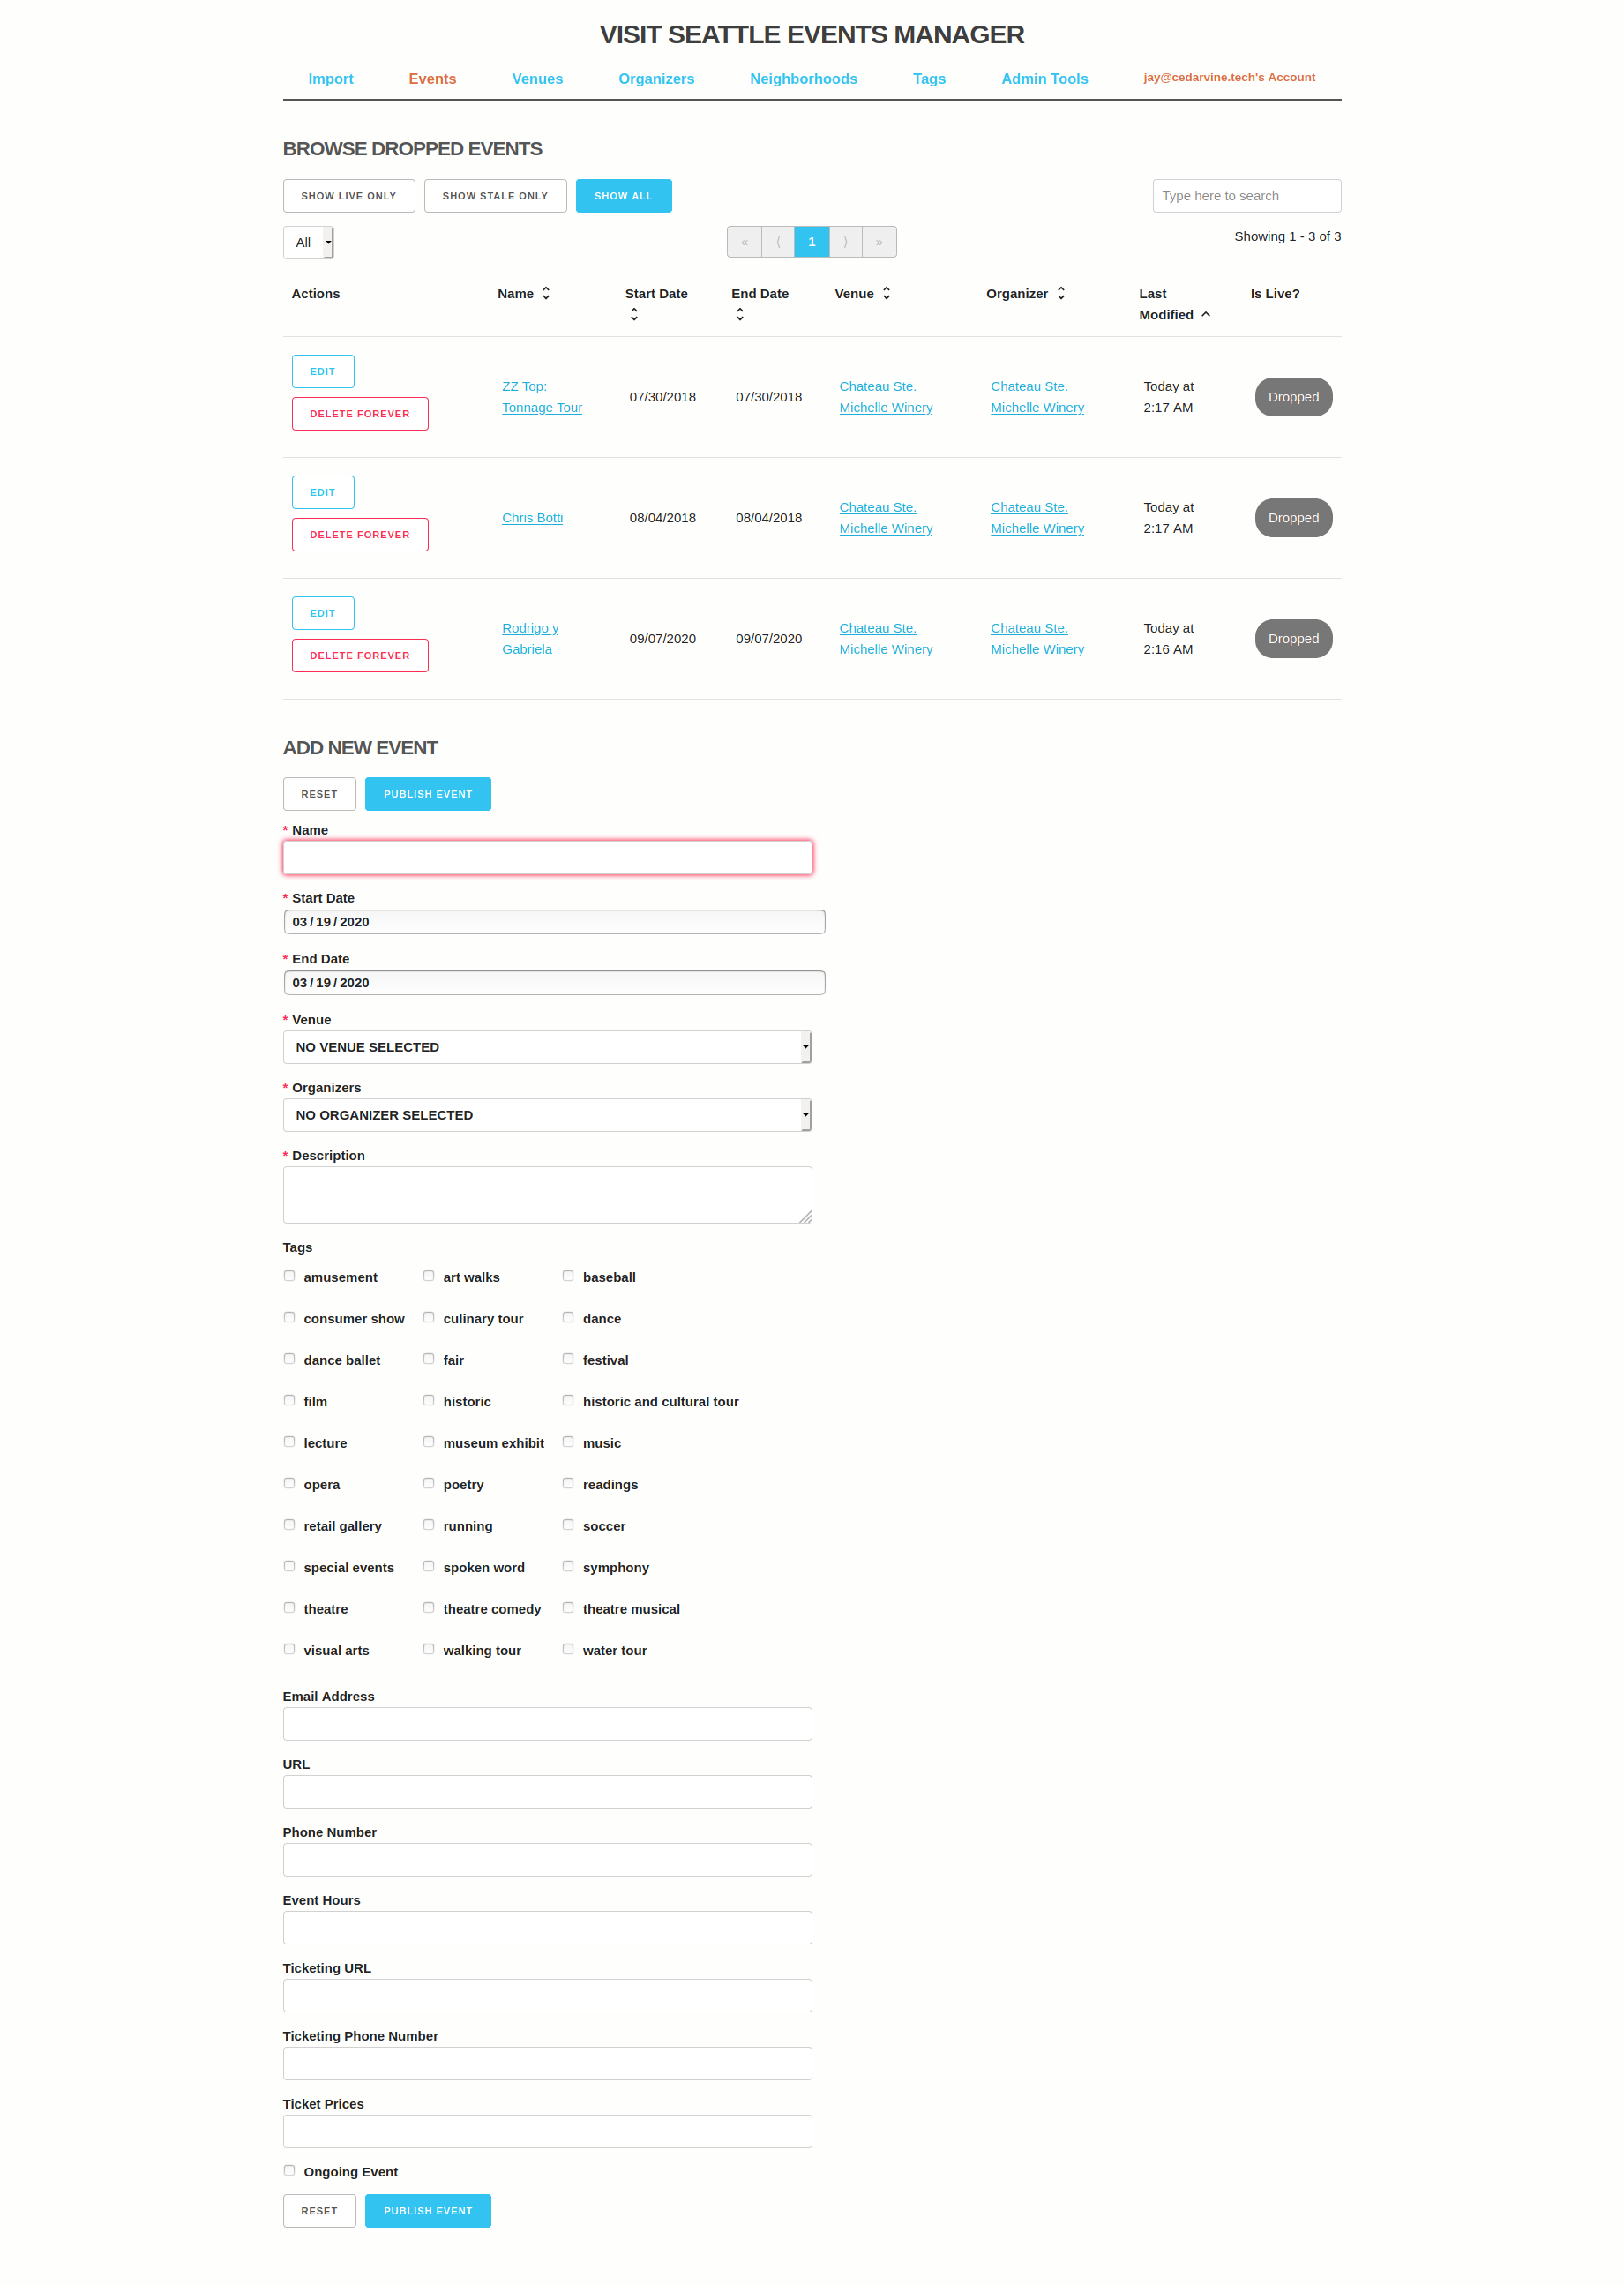 VISIT SEATTLE EVENTS MANAGER
Import Events Venues Organizers Neighborhoods Tags Admin Tools jay@cedarvine.tech's Account
BROWSE DROPPED EVENTS
SHOW LIVE ONLY SHOW STALE ONLY SHOW ALL Type here to search
All « ⟨ 1 ⟩ » Showing 1 - 3 of 3
Actions Name Start Date End Date Venue Organizer Last Is Live?
Modified
EDIT
ZZ Top: Chateau Ste. Chateau Ste. Today at
07/30/2018 07/30/2018 Dropped
Tonnage Tour Michelle Winery Michelle Winery 2:17 AM
DELETE FOREVER
EDIT
Chateau Ste. Chateau Ste. Today at
Chris Botti 08/04/2018 08/04/2018 Dropped
Michelle Winery Michelle Winery 2:17 AM
DELETE FOREVER
EDIT
Rodrigo y Chateau Ste. Chateau Ste. Today at
09/07/2020 09/07/2020 Dropped
Gabriela Michelle Winery Michelle Winery 2:16 AM
DELETE FOREVER
ADD NEW EVENT
RESET PUBLISH EVENT
* Name
* Start Date
03 / 19 / 2020
* End Date
03 / 19 / 2020
* Venue
NO VENUE SELECTED
* Organizers
NO ORGANIZER SELECTED
* Description
Tags
amusement art walks baseball
consumer show culinary tour dance
dance ballet fair festival
film historic historic and cultural tour
lecture museum exhibit music
opera poetry readings
retail gallery running soccer
special events spoken word symphony
theatre theatre comedy theatre musical
visual arts walking tour water tour
Email Address
URL
Phone Number
Event Hours
Ticketing URL
Ticketing Phone Number
Ticket Prices
Ongoing Event
RESET PUBLISH EVENT